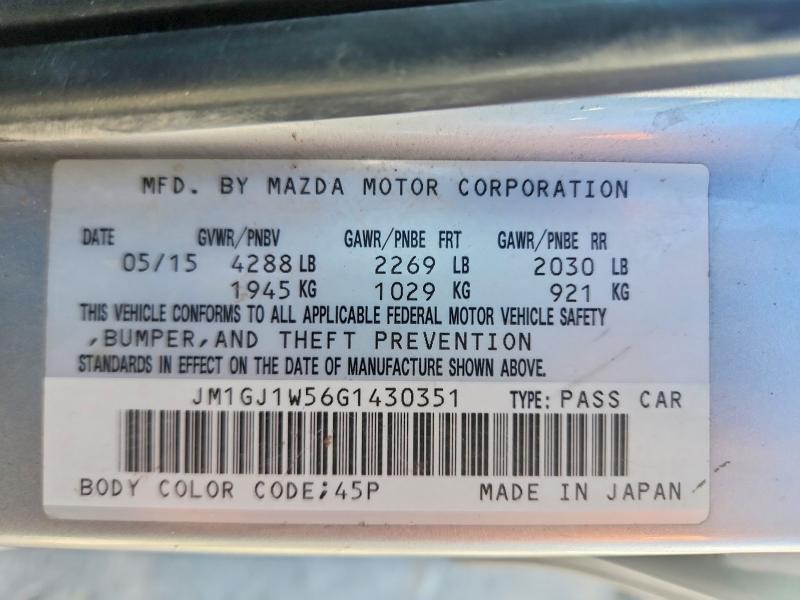 MFD. BY MAZDA MOTOR CORPORATION
DATE GVWR/PNBV GAWR/PNBE FRT GAWR/PNBE RR
05/15 4288 LB 2269 LB 2030 LB
1945 KG 1029 KG 921 KG
THIS VEHICLE CONFORMS TO ALL APPLICABLE FEDERAL MOTOR VEHICLE SAFETY
,BUMPER,AND THEFT PREVENTION
STANDARDS IN EFFECT ON THE DATE OF MANUFACTURE SHOWN ABOVE.
JM1GJ1W56G1430351 TYPE: PASS CAR
BODY COLOR CODE;45P MADE IN JAPAN